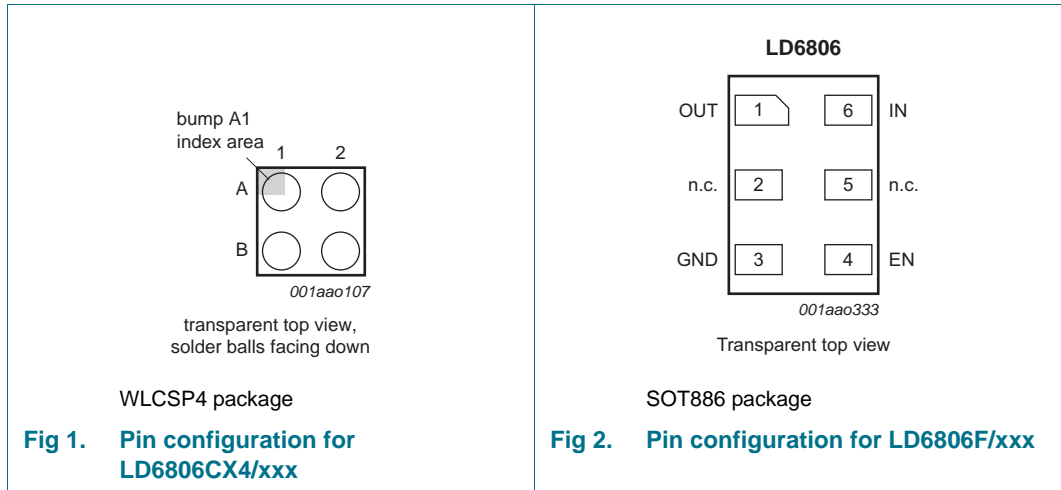 bump A1
index area
1 2
A
B
001aao107
transparent top view,
solder balls facing down
WLCSP4 package
Fig 1. Pin configuration for
LD6806CX4/xxx
LD6806
OUT 1 6 IN
n.c. 2 5 n.c.
GND 3 4 EN
001aao333
Transparent top view
SOT886 package
Fig 2. Pin configuration for LD6806F/xxx